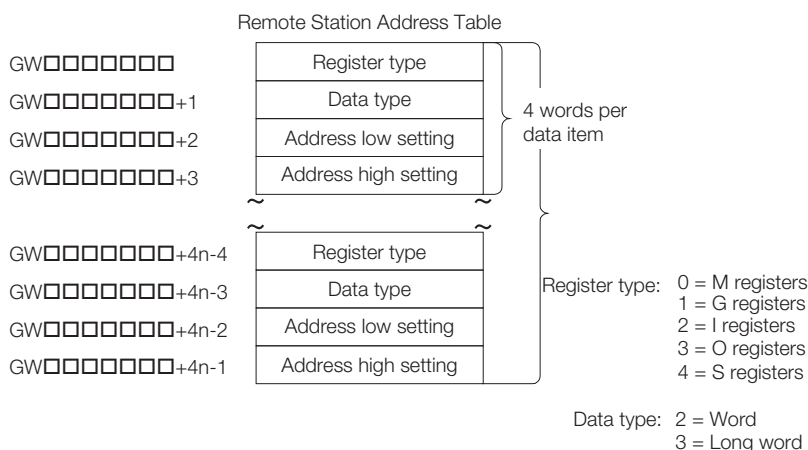 Remote Station Address Table
GW□□□□□□□ Register type
GW□□□□□□□+1 Data type
GW□□□□□□□+2 Address low setting
GW□□□□□□□+3 Address high setting
4 words per
data item
~ ~
~ ~
GW□□□□□□□+4n-4 Register type
GW□□□□□□□+4n-3 Data type
GW□□□□□□□+4n-2 Address low setting
GW□□□□□□□+4n-1 Address high setting
Register type: 0 = M registers
1 = G registers
2 = I registers
3 = O registers
4 = S registers
Data type: 2 = Word
3 = Long word